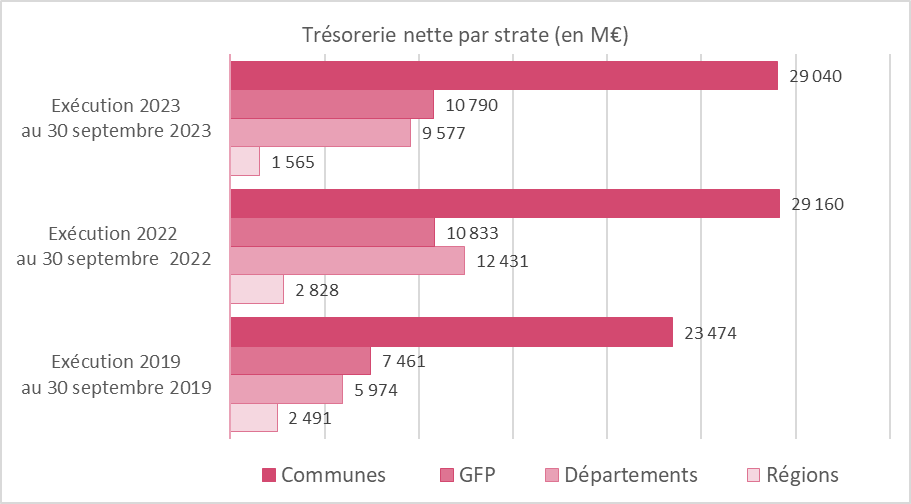 Trésorerie nette par strate (en M€)
Exécution 2023
au 30 septembre 2023
29 040
10 790
9 577
1 565
Exécution 2022
au 30 septembre  2022
29 160
10 833
12 431
2 828
Exécution 2019
au 30 septembre 2019
23 474
7 461
5 974
2 491
Communes GFP Départements Régions